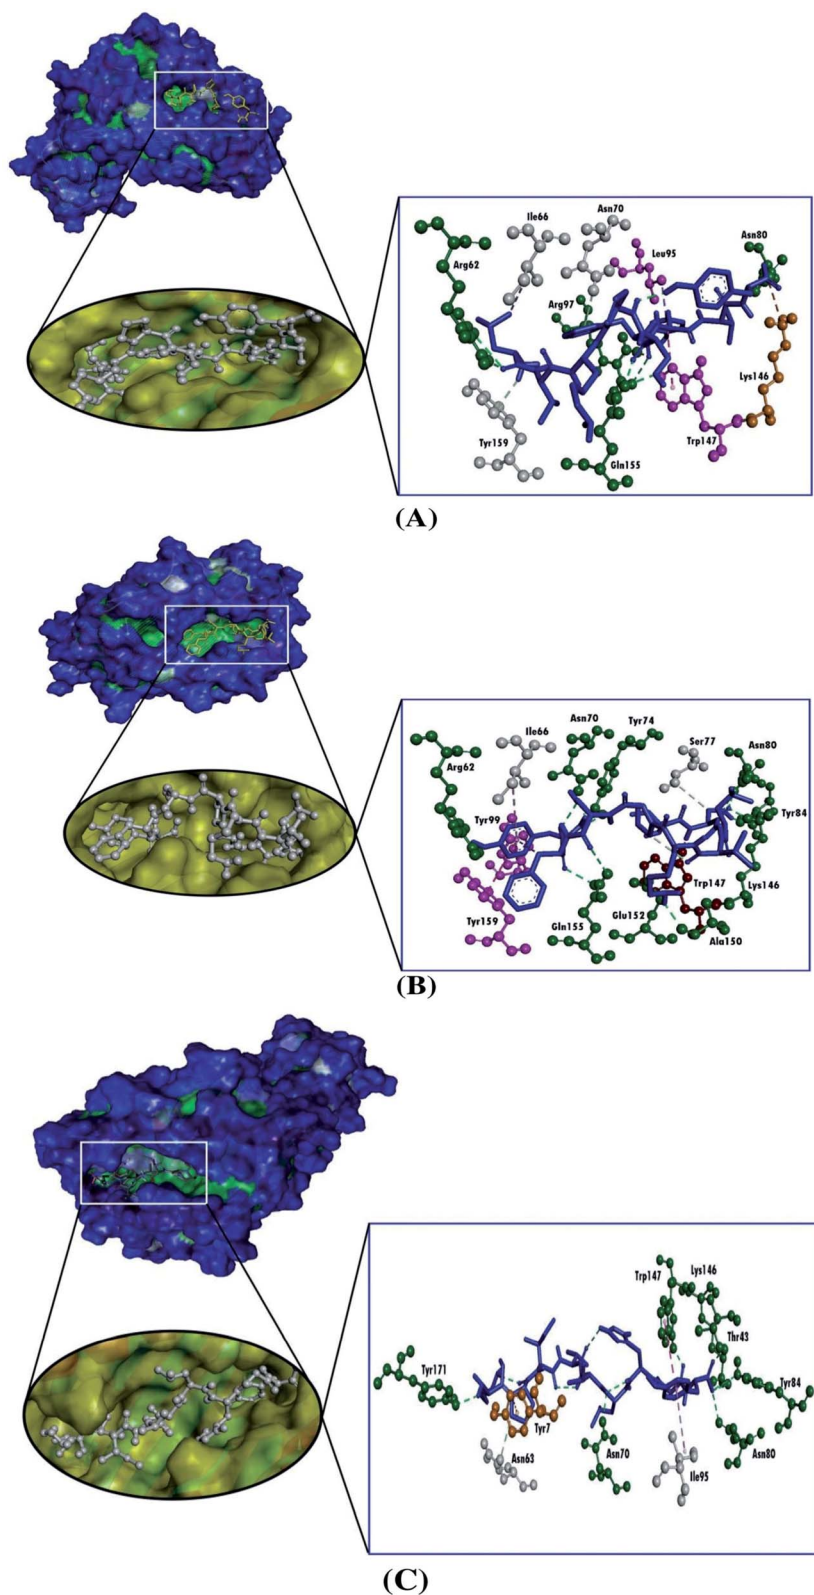 Asn70
Ile66
Leu95
Asn80
Arg62
Arg97
Lys146
Tyr159
Trp147
Gln155
(A)
Asn70
Tyr74
Ile66
Ser77
Asn80
Arg62
Tyr99
Tyr84
Trp147
Lys146
Tyr159
Gln155
Glu152
Ala150
(B)
Trp147
Lys146
Thr43
Tyr171
Tyr84
Tyr7
Asn63
Asn70
Ile95
Asn80
(C)